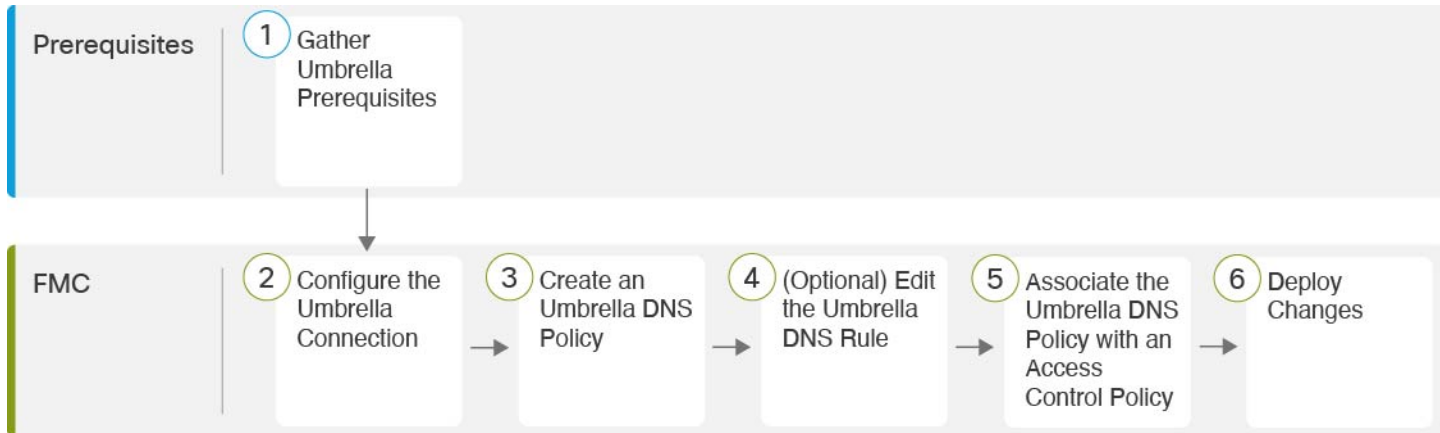 Prerequisites
1
Gather
Umbrella
Prerequisites
FMC
2
Configure the
Umbrella
Connection
3
Create an
Umbrella DNS
Policy
4
(Optional) Edit
the Umbrella
DNS Rule
5
Associate the
Umbrella DNS
Policy with an
Access
Control Policy
6
Deploy
Changes